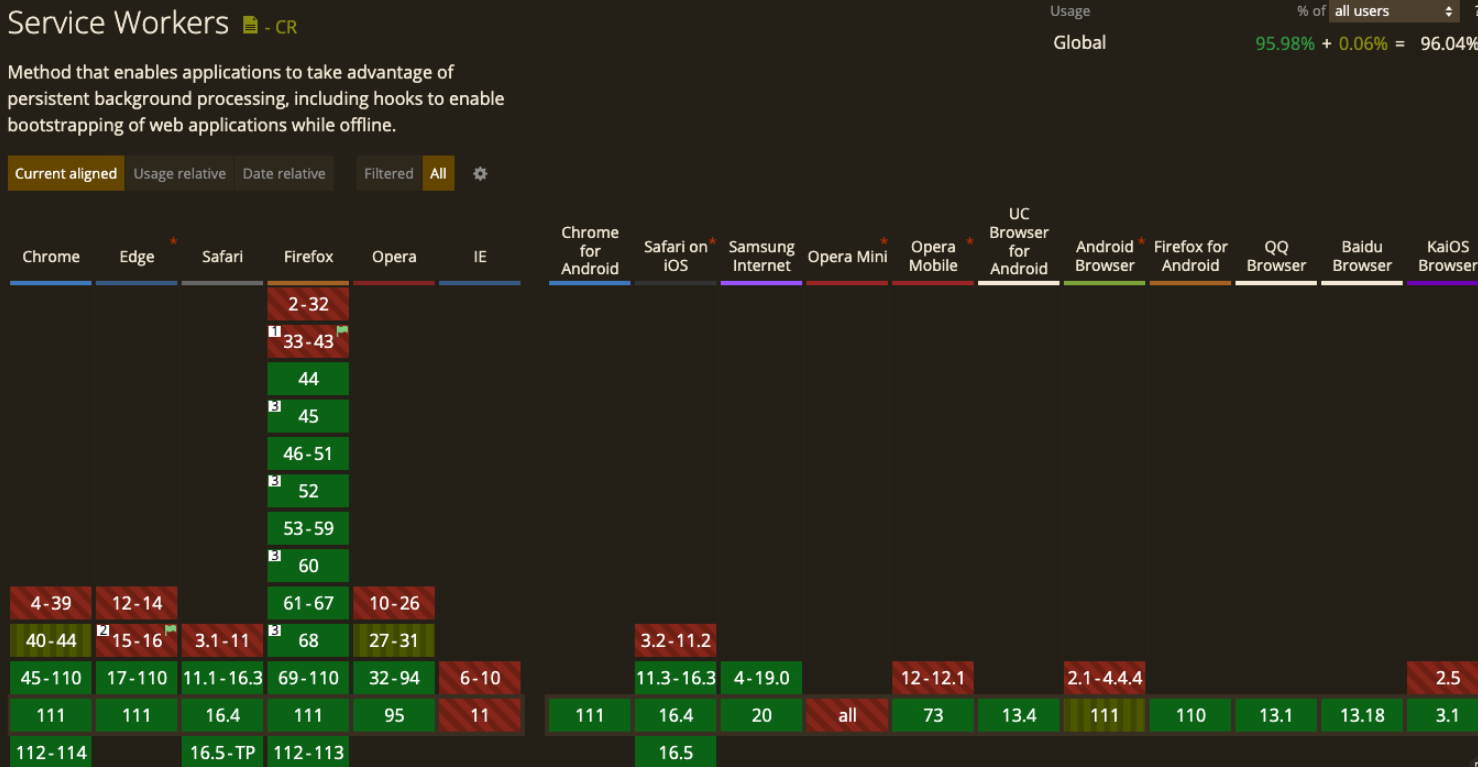 Service Workers - CR
Usage % of all users ?
Global 95.98% + 0.06% = 96.04%
Method that enables applications to take advantage of
persistent background processing, including hooks to enable
bootstrapping of web applications while offline.
Current aligned Usage relative Date relative Filtered All
Chrome Edge * Safari Firefox Opera IE Chrome for Android Safari on iOS * Samsung Internet Opera Mini * Opera Mobile * UC Browser for Android Android Browser * Firefox for Android QQ Browser Baidu Browser KaiOS Browser
2-32
1 33-43
44
3 45
46-51
3 52
53-59
3 60
4-39 12-14 61-67 10-26
40-44 2 15-16 3.1-11 3 68 27-31 3.2-11.2
45-110 17-110 11.1-16.3 69-110 32-94 6-10 11.3-16.3 4-19.0 12-12.1 2.1-4.4.4 2.5
111 111 16.4 111 95 11 111 16.4 20 all 73 13.4 111 110 13.1 13.18 3.1
112-114 16.5-TP 112-113 16.5